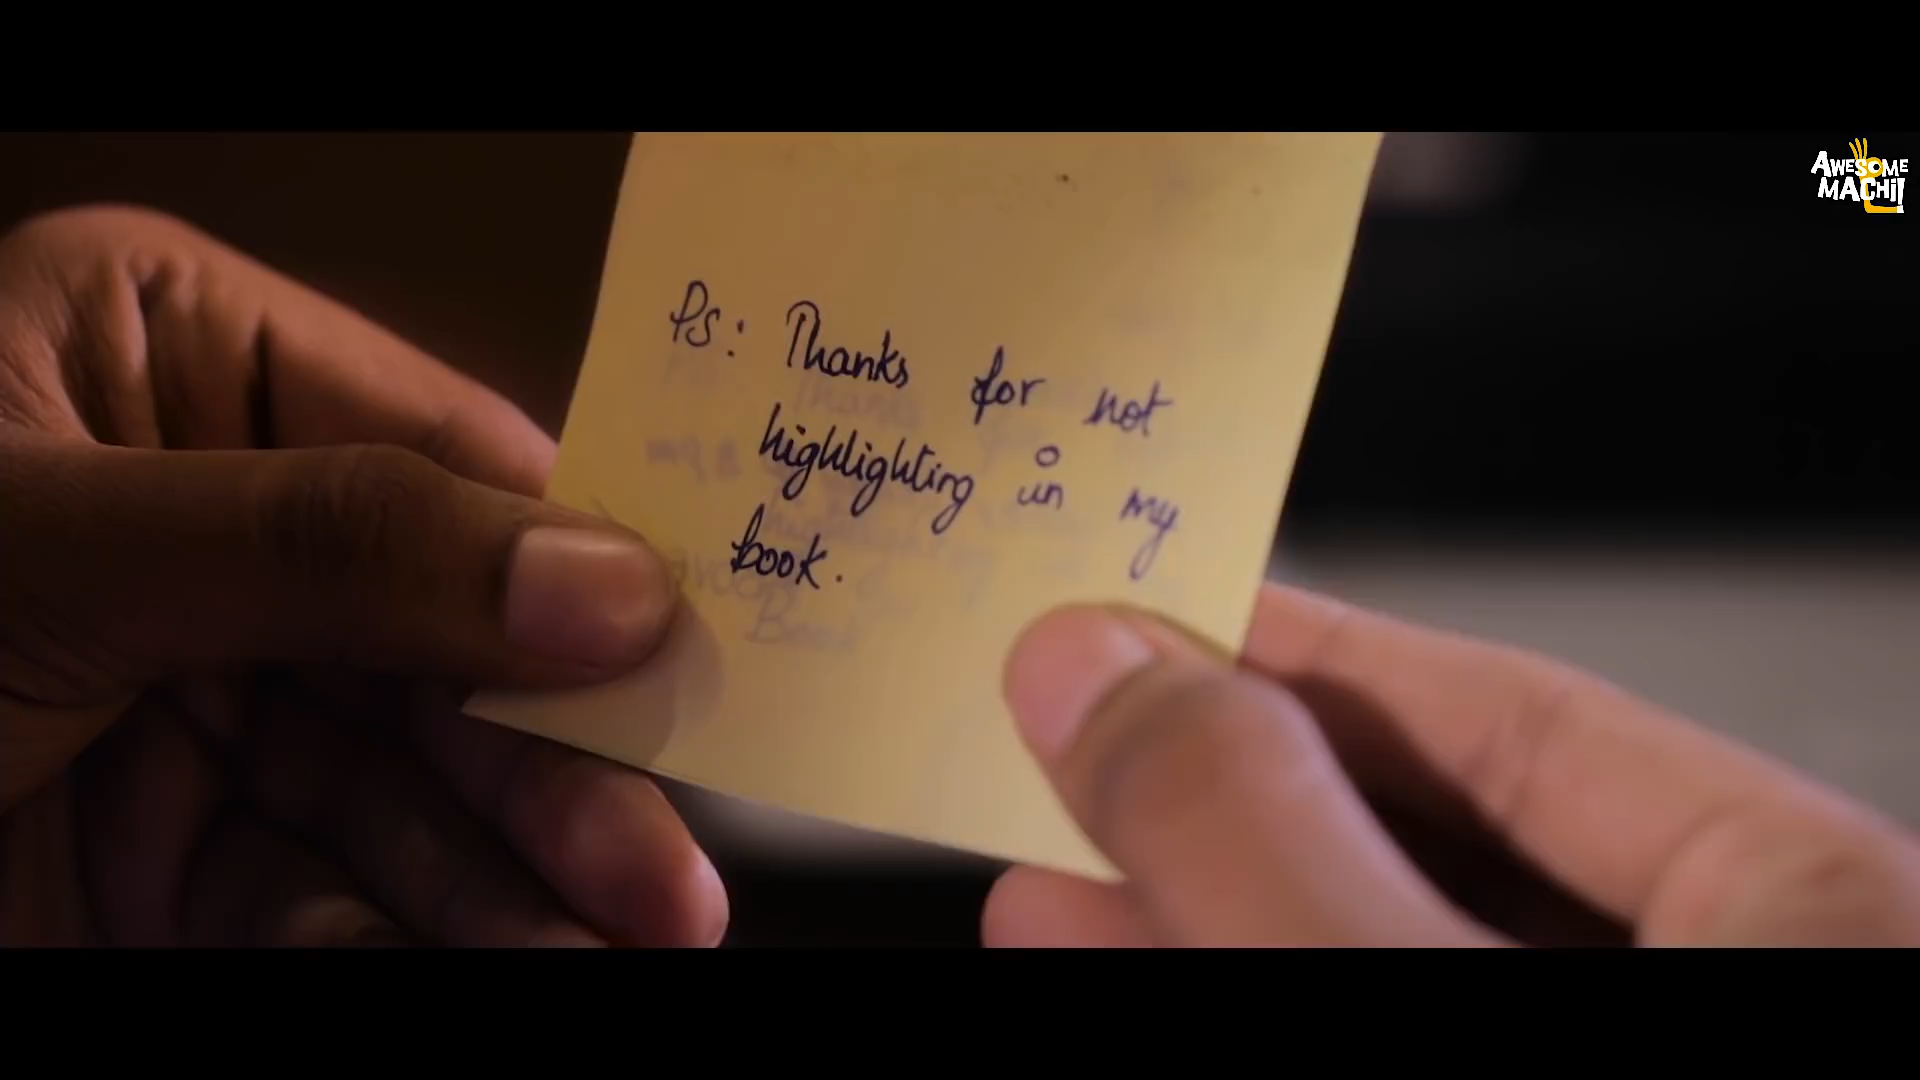 AWESOME
MACHI!
Ps: Thanks for not
highlighting in my
book.